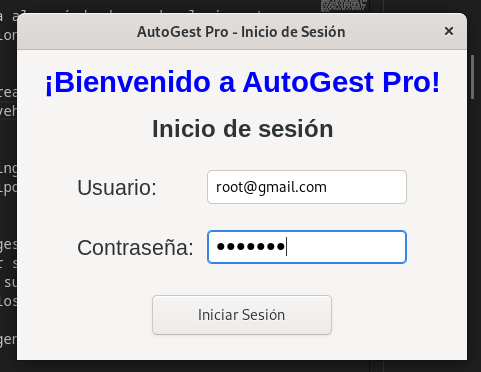 AutoGest Pro - Inicio de Sesión
×
¡Bienvenido a AutoGest Pro!
Inicio de sesión
Usuario: root@gmail.com
Contraseña: •••••••
Iniciar Sesión